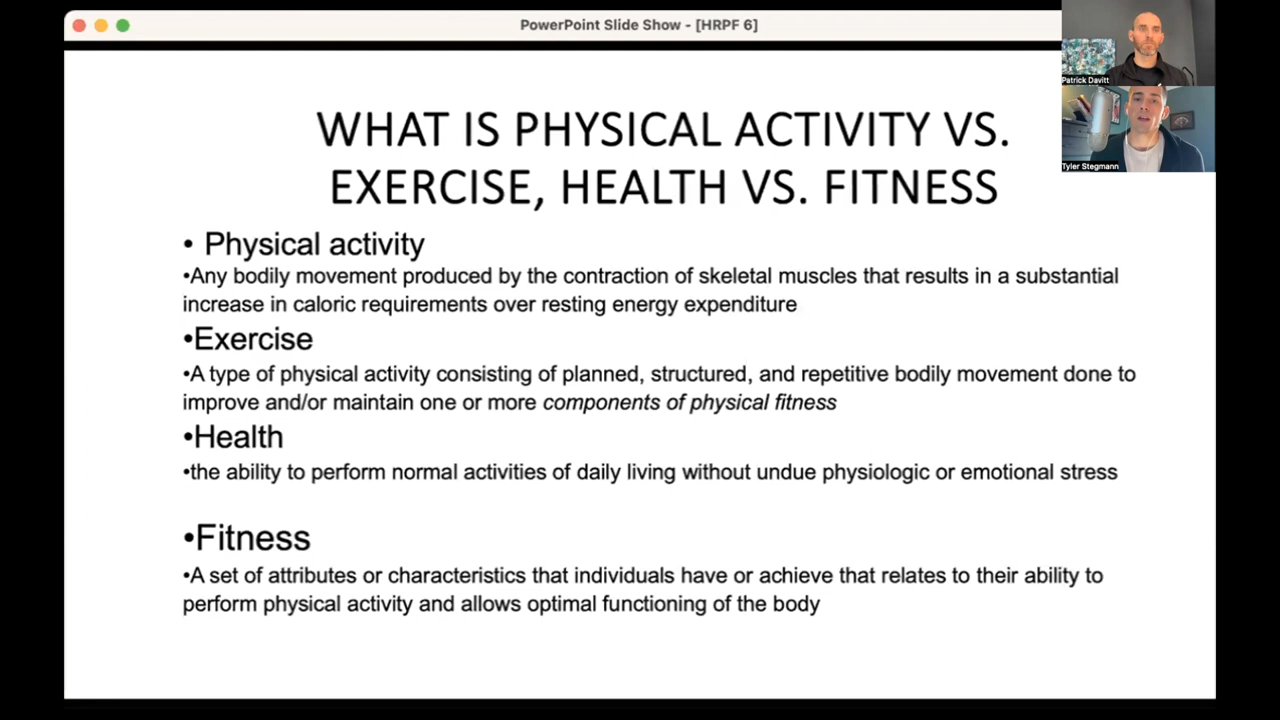 PowerPoint Slide Show - [HRPF 6]
Patrick Davitt
Tyler Stegmann
WHAT IS PHYSICAL ACTIVITY VS.
EXERCISE, HEALTH VS. FITNESS
• Physical activity
•Any bodily movement produced by the contraction of skeletal muscles that results in a substantial
increase in caloric requirements over resting energy expenditure
•Exercise
•A type of physical activity consisting of planned, structured, and repetitive bodily movement done to
improve and/or maintain one or more components of physical fitness
•Health
•the ability to perform normal activities of daily living without undue physiologic or emotional stress
•Fitness
•A set of attributes or characteristics that individuals have or achieve that relates to their ability to
perform physical activity and allows optimal functioning of the body